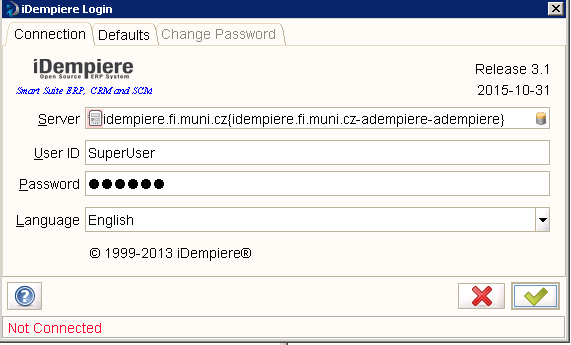 iDempiere Login
Connection Defaults Change Password
iDempiere
Open Source ERP System
Smart Suite ERP, CRM and SCM
Release 3.1
2015-10-31
Server idempiere.fi.muni.cz{idempiere.fi.muni.cz-adempiere-adempiere}
User ID SuperUser
Password ●●●●●●
Language English
© 1999-2013 iDempiere®
Not Connected